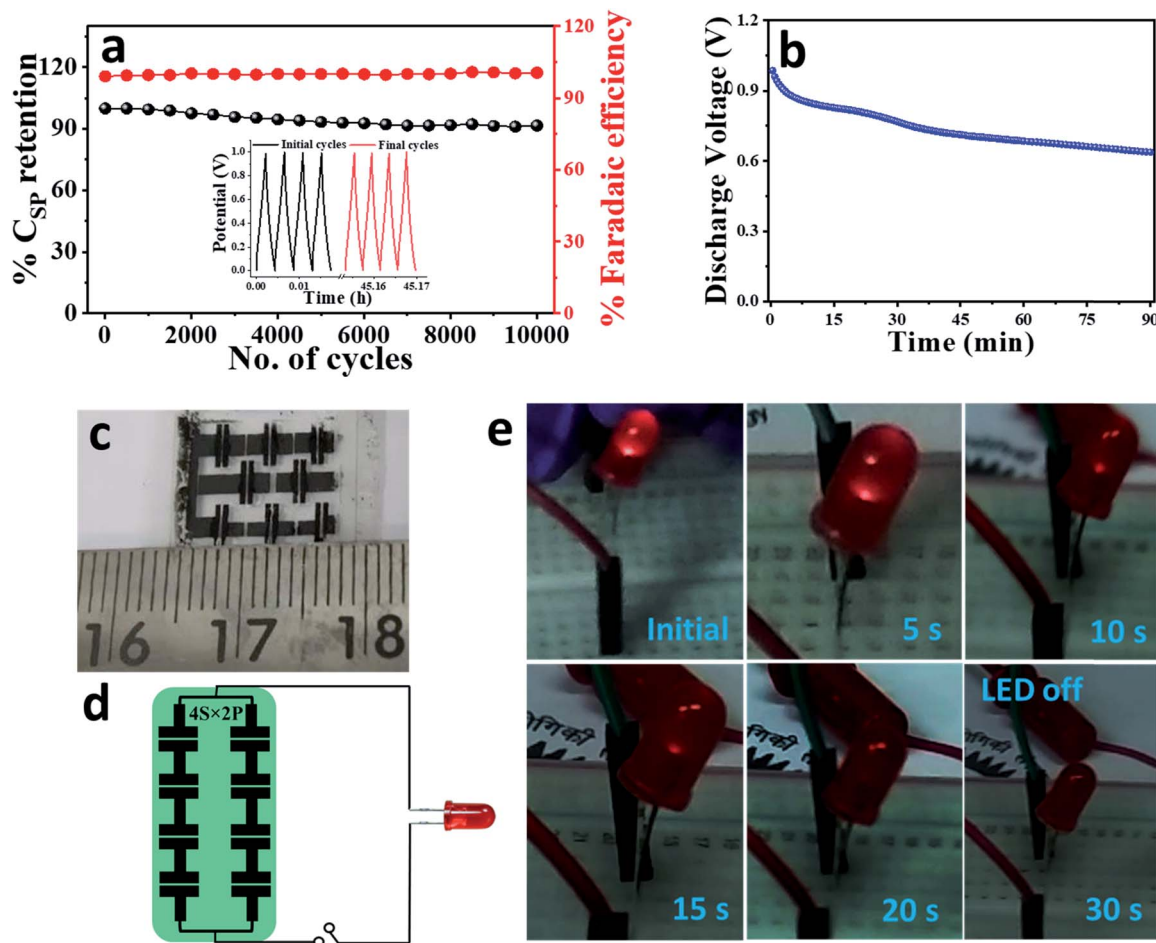 a
% C_SP retention
120
90
60
30
0
0
2000
4000
6000
8000
10000
No. of cycles
120
90
60
30
0
% Faradaic efficiency
Initial cycles
Final cycles
Potential (V)
1.0
0.8
0.6
0.4
0.2
0.0
0.00
0.01
45.16
45.17
Time (h)
b
Discharge Voltage (V)
1.2
0.9
0.6
0.3
0.0
0
15
30
45
60
75
90
Time (min)
c
16 17 18
d
4S×2P
e
Initial
5 s
10 s
गिकी
15 s
गिकी
20 s
LED off
30 s